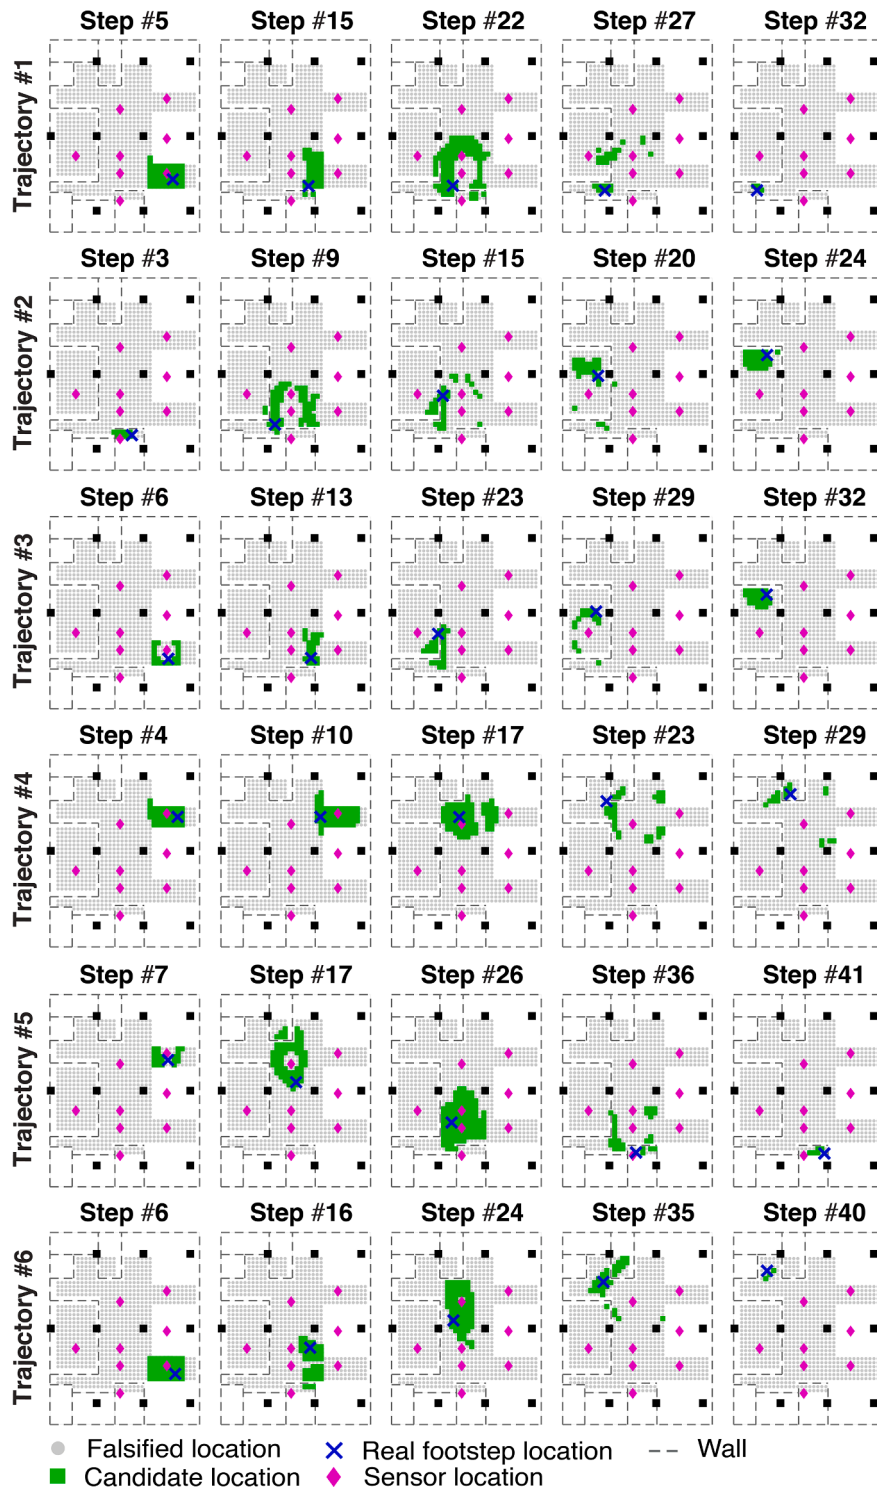 Step #5 Step #15 Step #22 Step #27 Step #32
Trajectory #1
Step #3 Step #9 Step #15 Step #20 Step #24
Trajectory #2
Step #6 Step #13 Step #23 Step #29 Step #32
Trajectory #3
Step #4 Step #10 Step #17 Step #23 Step #29
Trajectory #4
Step #7 Step #17 Step #26 Step #36 Step #41
Trajectory #5
Step #6 Step #16 Step #24 Step #35 Step #40
Trajectory #6
Falsified location Real footstep location Wall
Candidate location Sensor location